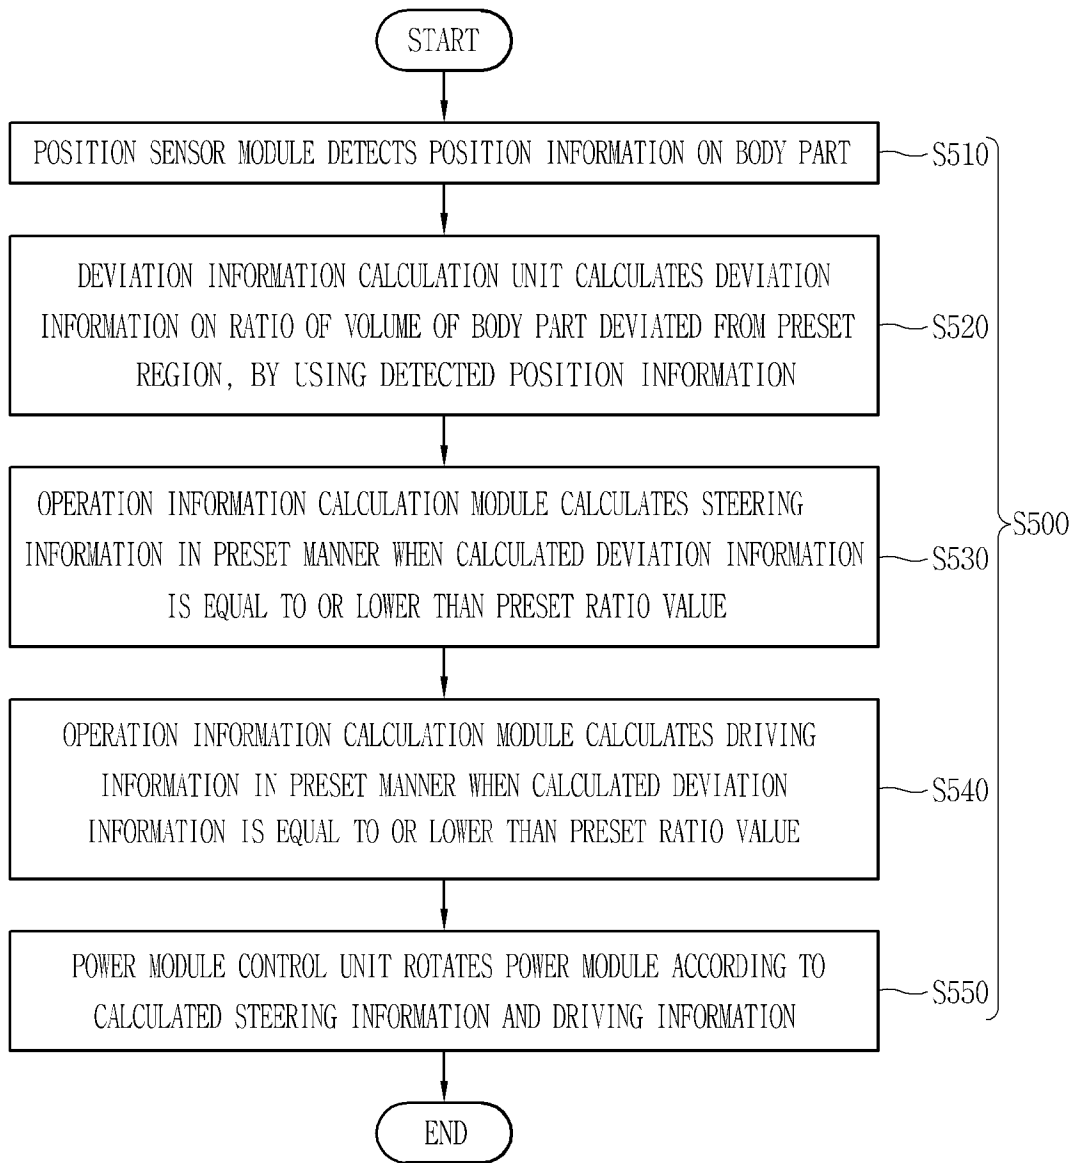 START
POSITION SENSOR MODULE DETECTS POSITION INFORMATION ON BODY PART
S510
DEVIATION INFORMATION CALCULATION UNIT CALCULATES DEVIATION
INFORMATION ON RATIO OF VOLUME OF BODY PART DEVIATED FROM PRESET
REGION, BY USING DETECTED POSITION INFORMATION
S520
OPERATION INFORMATION CALCULATION MODULE CALCULATES STEERING
INFORMATION IN PRESET MANNER WHEN CALCULATED DEVIATION INFORMATION
IS EQUAL TO OR LOWER THAN PRESET RATIO VALUE
S530
S500
OPERATION INFORMATION CALCULATION MODULE CALCULATES DRIVING
INFORMATION IN PRESET MANNER WHEN CALCULATED DEVIATION
INFORMATION IS EQUAL TO OR LOWER THAN PRESET RATIO VALUE
S540
POWER MODULE CONTROL UNIT ROTATES POWER MODULE ACCORDING TO
CALCULATED STEERING INFORMATION AND DRIVING INFORMATION
S550
END